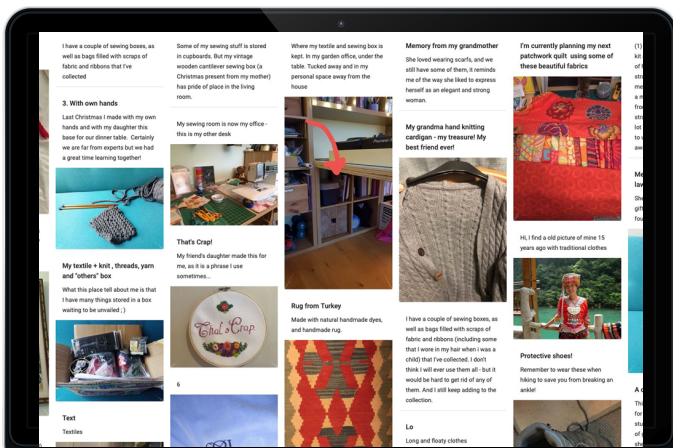 I have a couple of sewing boxes, as
well as bags filled with scraps of
fabric and ribbons that I've
collected
3. With own hands
Last Christmas I made with my own
hands and with my daughter this
base for our dinner table. Certainly
we are far from experts but we had
a great time learning together!
My textile + knit , threads, yarn
and "others" box
What this place tell about me is that
I have many things stored in a box
waiting to be unvailed ; )
Text
Textiles
Some of my sewing stuff is stored
in cupboards. But my vintage
wooden cantilever sewing box (a
Christmas present from my mother)
has pride of place in the living
room.
My sewing room is now my office -
this is my other desk
That's Crap!
My friend's daughter made this for
me, as it is a phrase I use
sometimes...
That's Crap
6
Where my textile and sewing box is
kept. In my garden office, under the
table. Tucked away and in my
personal space away from the
house
Rug from Turkey
Made with natural handmade dyes,
and handmade rug.
Memory from my grandmother
She loved wearing scarfs, and we
still have some of them, it reminds
me of the way she liked to express
herself as an elegant and strong
woman.
My grandma hand knitting
cardigan - my treasure! My
best friend ever!
I have a couple of sewing boxes, as
well as bags filled with scraps of
fabric and ribbons (including some
that I wore in my hair when i was a
child) that I've collected. I don't
think I will ever use them all - but it
would be hard to get rid of any of
them. And I still keep adding to the
collection.
Lo
Long and floaty clothes
I'm currently planning my next
patchwork quilt using some of
these beautiful fabrics
Hi, I find a old picture of mine 15
years ago with traditional clothes
Protective shoes!
Remember to wear these when
hiking to save you from breaking an
ankle!
(1)
kit